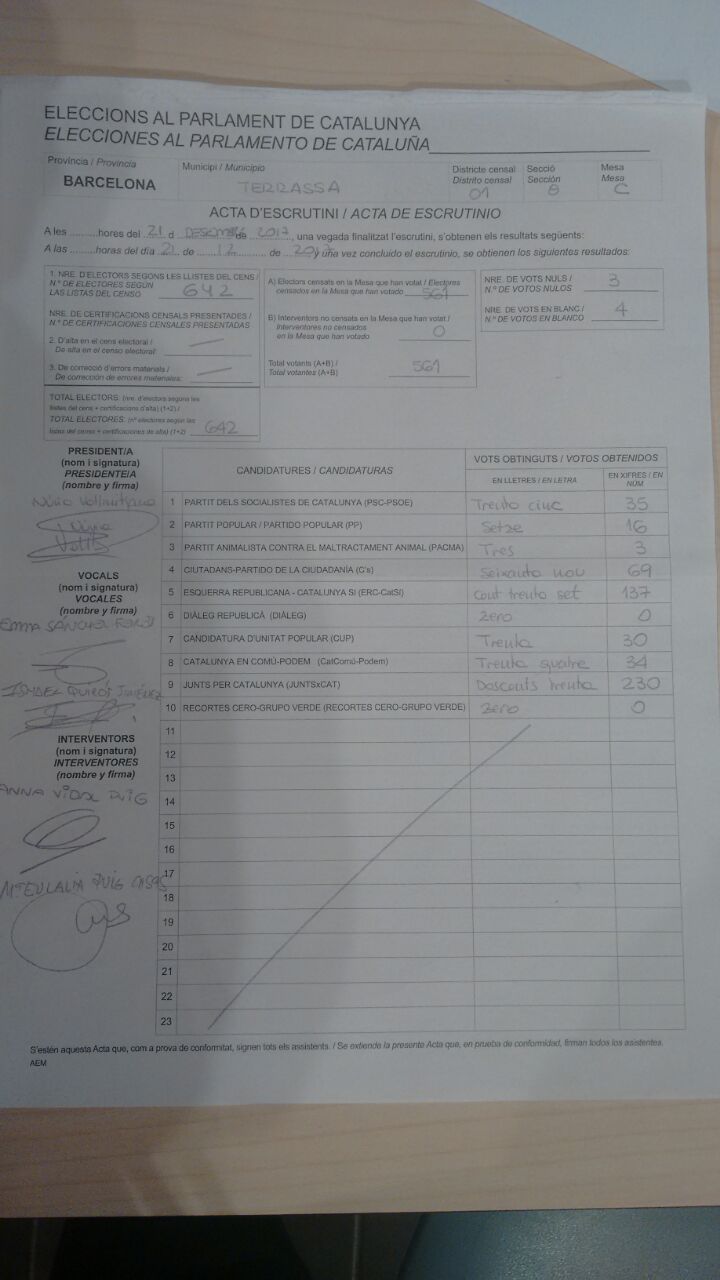 ELECCIONS AL PARLAMENT DE CATALUNYA
ELECCIONES AL PARLAMENTO DE CATALUÑA
Província / Provincia
BARCELONA
Municipi / Municipio
TERRASSA
Districte censal
Distrito censal
01
Secció
Sección
8
Mesa
Mesa
C
ACTA D'ESCRUTINI / ACTA DE ESCRUTINIO
A les .........hores del 21 d de 2017, una vegada finalitzat l'escrutini, s'obtenen els resultats següents:
A las .........horas del día 21 de 12 de 2017 y una vez concluido el escrutinio, se obtienen los siguientes resultados:
1. NRE. D'ELECTORS SEGONS LES LLISTES DEL CENS /
N.º DE ELECTORES SEGÚN
LAS LISTAS DEL CENSO 642
NRE. DE CERTIFICACIONS CENSALS PRESENTADES /
N.º DE CERTIFICACIONES CENSALES PRESENTADAS
2. D'alta en el cens electoral /
De alta en el censo electoral:
3. De correcció d'errors materials /
De corrección de errores materiales:
TOTAL ELECTORS: (nre. d'electors segons les
llistes del cens + certificacions d'alta) (1+2) /
TOTAL ELECTORES: (nº electores según las
listas del censo + certificaciones de alta) (1+2) 642
A) Electors censats en la Mesa que han votat / Electores
censados en la Mesa que han votado 561
B) Interventors no censats en la Mesa que han votat /
Interventores no censados
en la Mesa que han votado 0
Total votants (A+B) /
Total votantes (A+B) 561
NRE. DE VOTS NULS /
N.º DE VOTOS NULOS 3
NRE. DE VOTS EN BLANC /
N.º DE VOTOS EN BLANCO 4
PRESIDENT/A
(nom i signatura)
PRESIDENTE/A
(nombre y firma)
VOCALS
(nom i signatura)
VOCALES
(nombre y firma)
EMMA SÁNCHEZ
ISMAEL QUIRÓS JIMÉNEZ
INTERVENTORS
(nom i signatura)
INTERVENTORES
(nombre y firma)
ANNA VIDAL PUIG
Mª EULALIA PUIG CASAS
CANDIDATURES / CANDIDATURAS
VOTS OBTINGUTS / VOTOS OBTENIDOS
EN LLETRES / EN LETRA
EN XIFRES / EN NÚM
1 PARTIT DELS SOCIALISTES DE CATALUNYA (PSC-PSOE) Trenta cinc 35
2 PARTIT POPULAR / PARTIDO POPULAR (PP) Setze 16
3 PARTIT ANIMALISTA CONTRA EL MALTRACTAMENT ANIMAL (PACMA) Tres 3
4 CIUTADANS-PARTIDO DE LA CIUDADANÍA (C's) Seixanta nou 69
5 ESQUERRA REPUBLICANA - CATALUNYA SÍ (ERC-CatSí) Cent trenta set 137
6 DIÀLEG REPUBLICÀ (DIÀLEG) Zero 0
7 CANDIDATURA D'UNITAT POPULAR (CUP) Trenta 30
8 CATALUNYA EN COMÚ-PODEM (CatComú-Podem) Trenta quatre 34
9 JUNTS PER CATALUNYA (JUNTSxCAT) Doscents trenta 230
10 RECORTES CERO-GRUPO VERDE (RECORTES CERO-GRUPO VERDE) Zero 0
11
12
13
14
15
16
17
18
19
20
21
22
23
S'estén aquesta Acta que, com a prova de conformitat, signen tots els assistents. / Se extiende la presente Acta que, en prueba de conformidad, firman todos los asistentes.
AEM